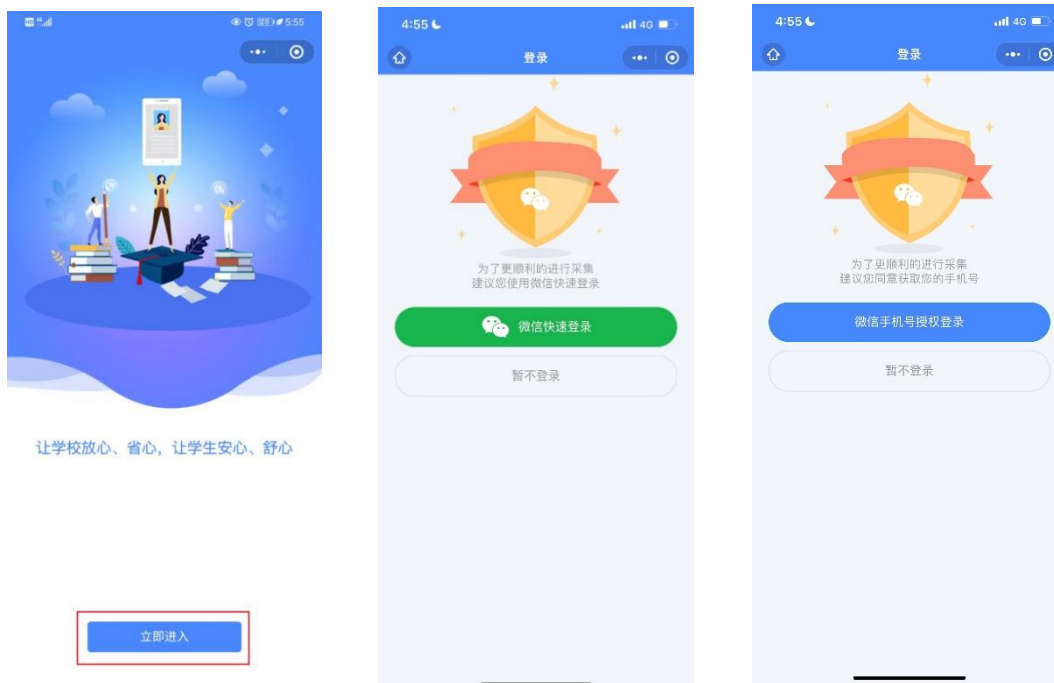 5:55
让学校放心、省心，让学生安心、舒心
立即进入
4:55
4G
登录
为了更顺利的进行采集
建议您使用微信快速登录
微信快速登录
暂不登录
4:55
4G
登录
为了更顺利的进行采集
建议您同意获取您的手机号
微信手机号授权登录
暂不登录